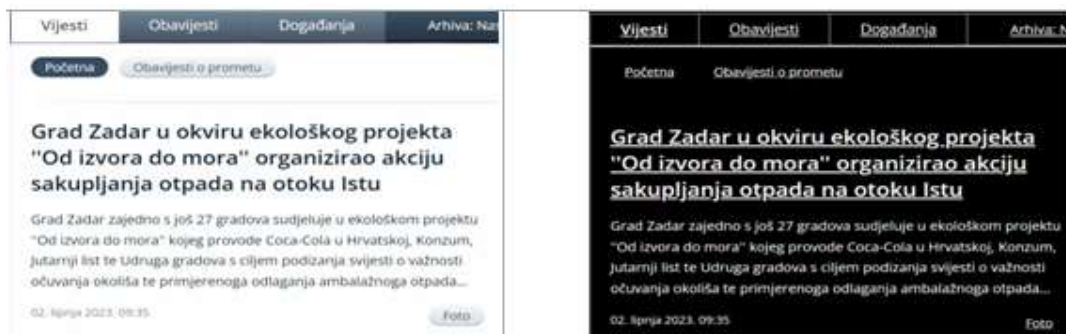 Vijesti Obavijesti Događanja Arhiva:
Početna Obavijesti o prometu
Grad Zadar u okviru ekološkog projekta
"Od izvora do mora" organizirao akciju
sakupljanja otpada na otoku Istu
Grad Zadar zajedno s još 27 gradova sudjeluje u ekološkom projektu
"Od izvora do mora" kojeg provode Coca-Cola u Hrvatskoj, Konzum,
Jutarnji list te Udruga gradova s ciljem podizanja svijesti o važnosti
očuvanja okoliša te primjerenoga odlaganja ambalažnoga otpada...
02. lipnja 2023. 09:35 Foto
Vijesti Obavijesti Događanja Arhiva:
Početna Obavijesti o prometu
Grad Zadar u okviru ekološkog projekta
"Od izvora do mora" organizirao akciju
sakupljanja otpada na otoku Istu
Grad Zadar zajedno s još 27 gradova sudjeluje u ekološkom projektu
"Od izvora do mora" kojeg provode Coca-Cola u Hrvatskoj, Konzum,
Jutarnji list te Udruga gradova s ciljem podizanja svijesti o važnosti
očuvanja okoliša te primjerenoga odlaganja ambalažnoga otpada...
02. lipnja 2023. 09:35 Foto